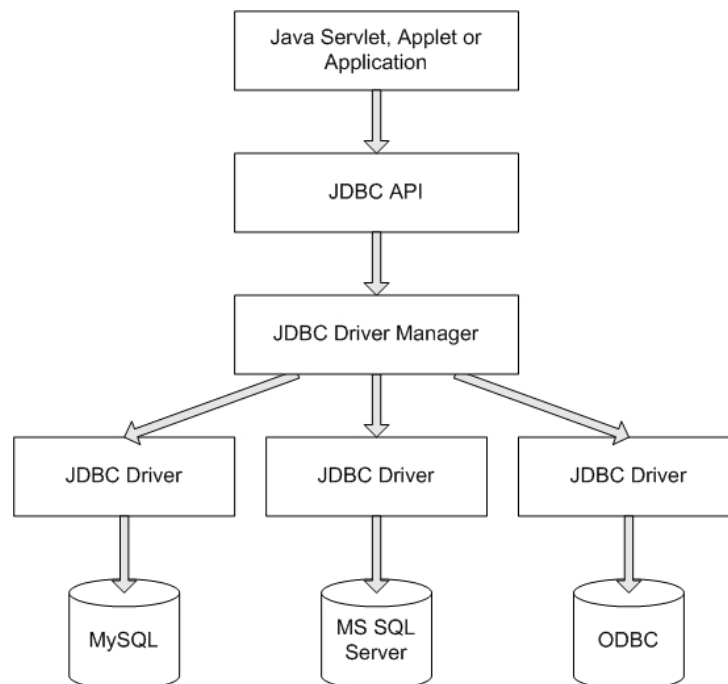 Java Servlet, Applet or
Application
JDBC API
JDBC Driver Manager
JDBC Driver
JDBC Driver
JDBC Driver
MySQL
MS SQL
Server
ODBC